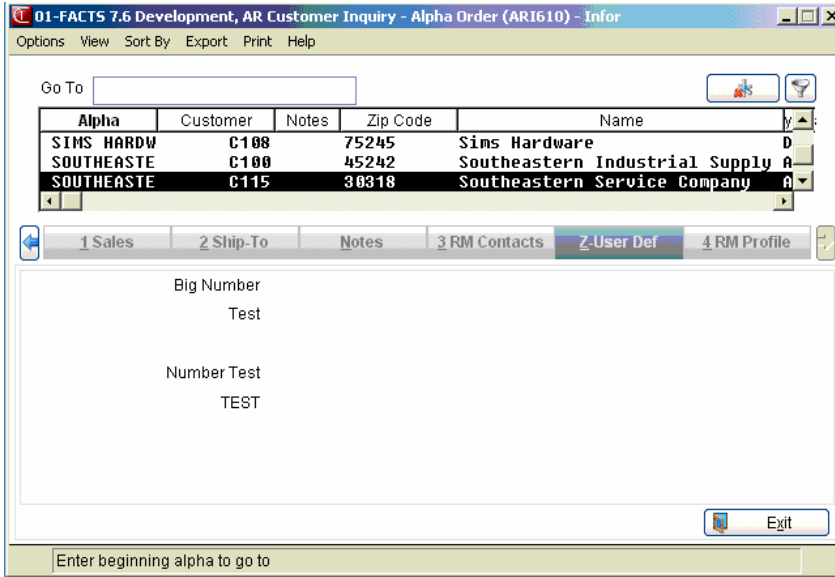 01-FACTS 7.6 Development, AR Customer Inquiry - Alpha Order (ARI610) - Infor
Options View Sort By Export Print Help
Go To
Alpha Customer Notes Zip Code Name
SIMS HARDW C108 75245 Sims Hardware D
SOUTHEASTE C100 45242 Southeastern Industrial Supply A
SOUTHEASTE C115 30318 Southeastern Service Company A
1 Sales 2 Ship-To Notes 3 RM Contacts Z-User Def 4 RM Profile
Big Number
Test
Number Test
TEST
Exit
Enter beginning alpha to go to